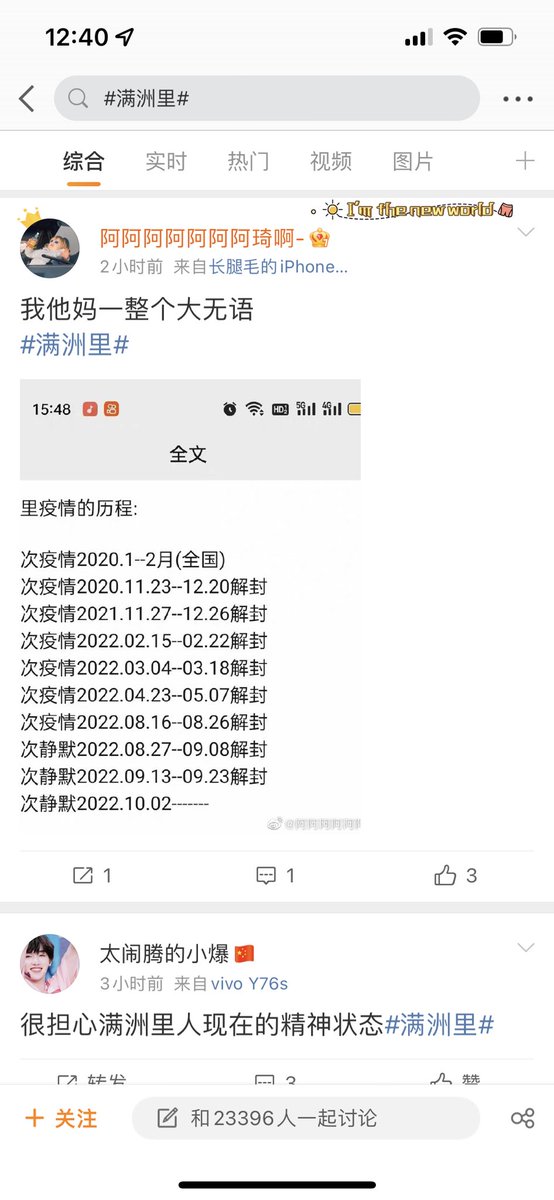 12:40
#满洲里#
综合 实时 热门 视频 图片
I'm the new world
阿阿阿阿阿阿阿琦啊-
2小时前 来自长腿毛的iPhone...
我他妈一整个大无语
#满洲里#
15:48 HD 5G 4G
全文
里疫情的历程:
次疫情2020.1--2月(全国)
次疫情2020.11.23--12.20解封
次疫情2021.11.27--12.26解封
次疫情2022.02.15--02.22解封
次疫情2022.03.04--03.18解封
次疫情2022.04.23--05.07解封
次疫情2022.08.16--08.26解封
次静默2022.08.27--09.08解封
次静默2022.09.13--09.23解封
次静默2022.10.02-------
1 1 3
太闹腾的小爆
3小时前 来自vivo Y76s
很担心满洲里人现在的精神状态#满洲里#
转发 3 赞
+ 关注 和23396人一起讨论